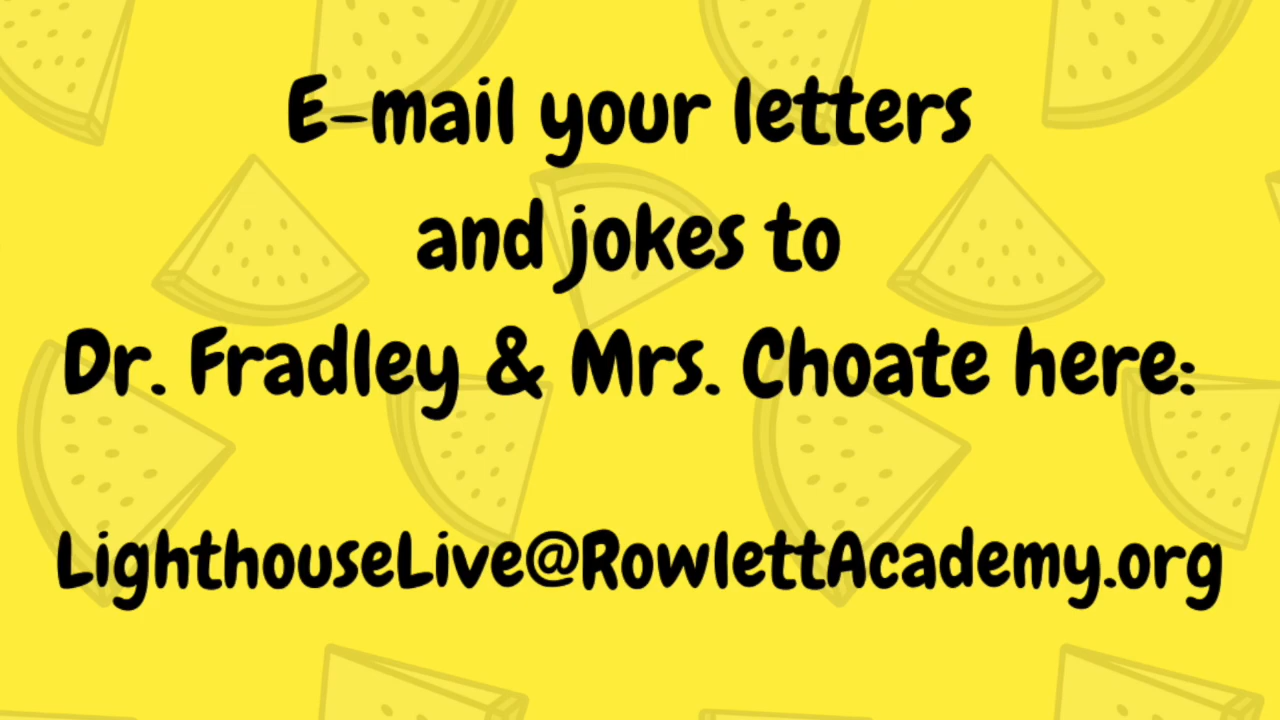 E-mail your letters
and jokes to
Dr. Fradley & Mrs. Choate here:
LighthouseLive@RowlettAcademy.org